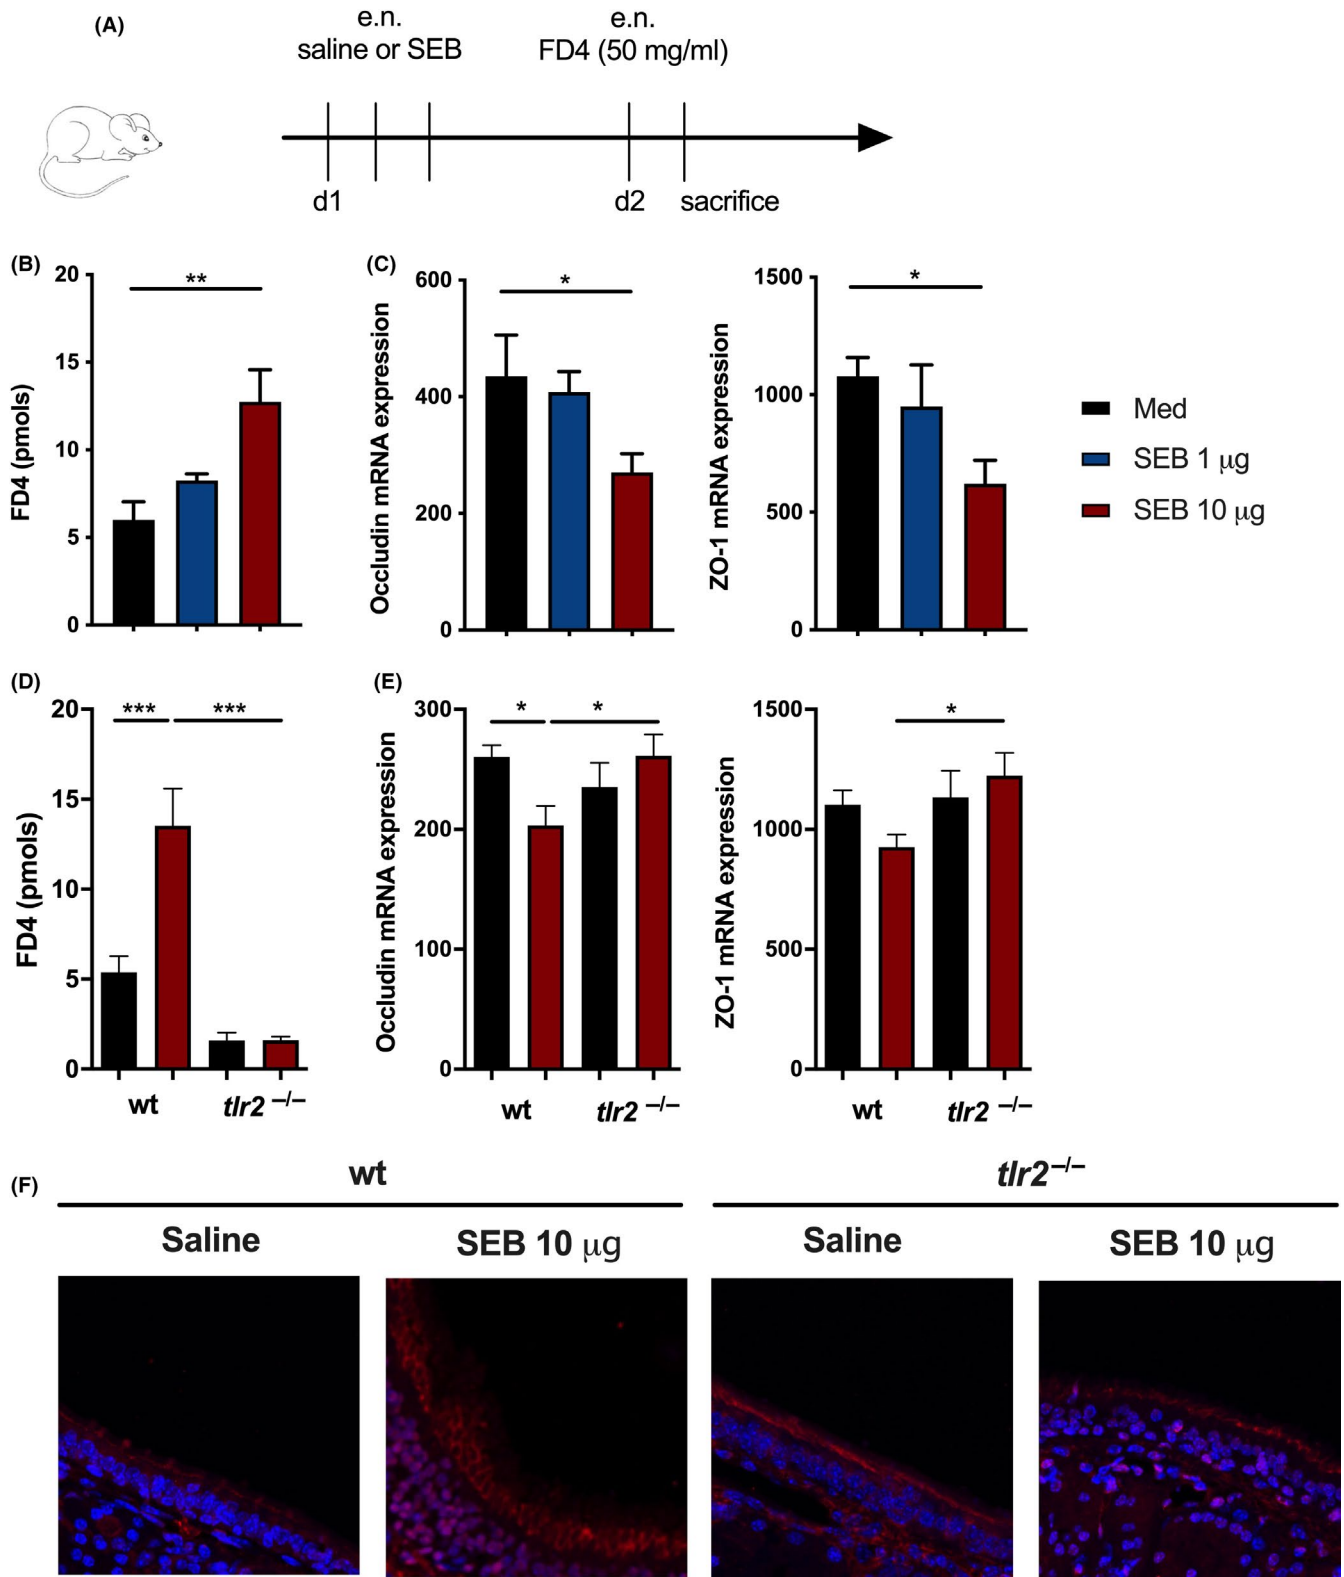 (A)
e.n.
saline or SEB
e.n.
FD4 (50 mg/ml)
d1
d2
sacrifice
(B)
FD4 (pmols)
20
15
10
5
0
**
(C)
Occludin mRNA expression
600
400
200
0
*
ZO-1 mRNA expression
1500
1000
500
0
*
Med
SEB 1 μg
SEB 10 μg
(D)
FD4 (pmols)
20
15
10
5
0
***
***
wt
tlr2 –/–
(E)
Occludin mRNA expression
300
200
100
0
*
*
wt
tlr2 –/–
ZO-1 mRNA expression
1500
1000
500
0
*
wt
tlr2 –/–
(F)
wt
tlr2–/–
Saline
SEB 10 μg
Saline
SEB 10 μg